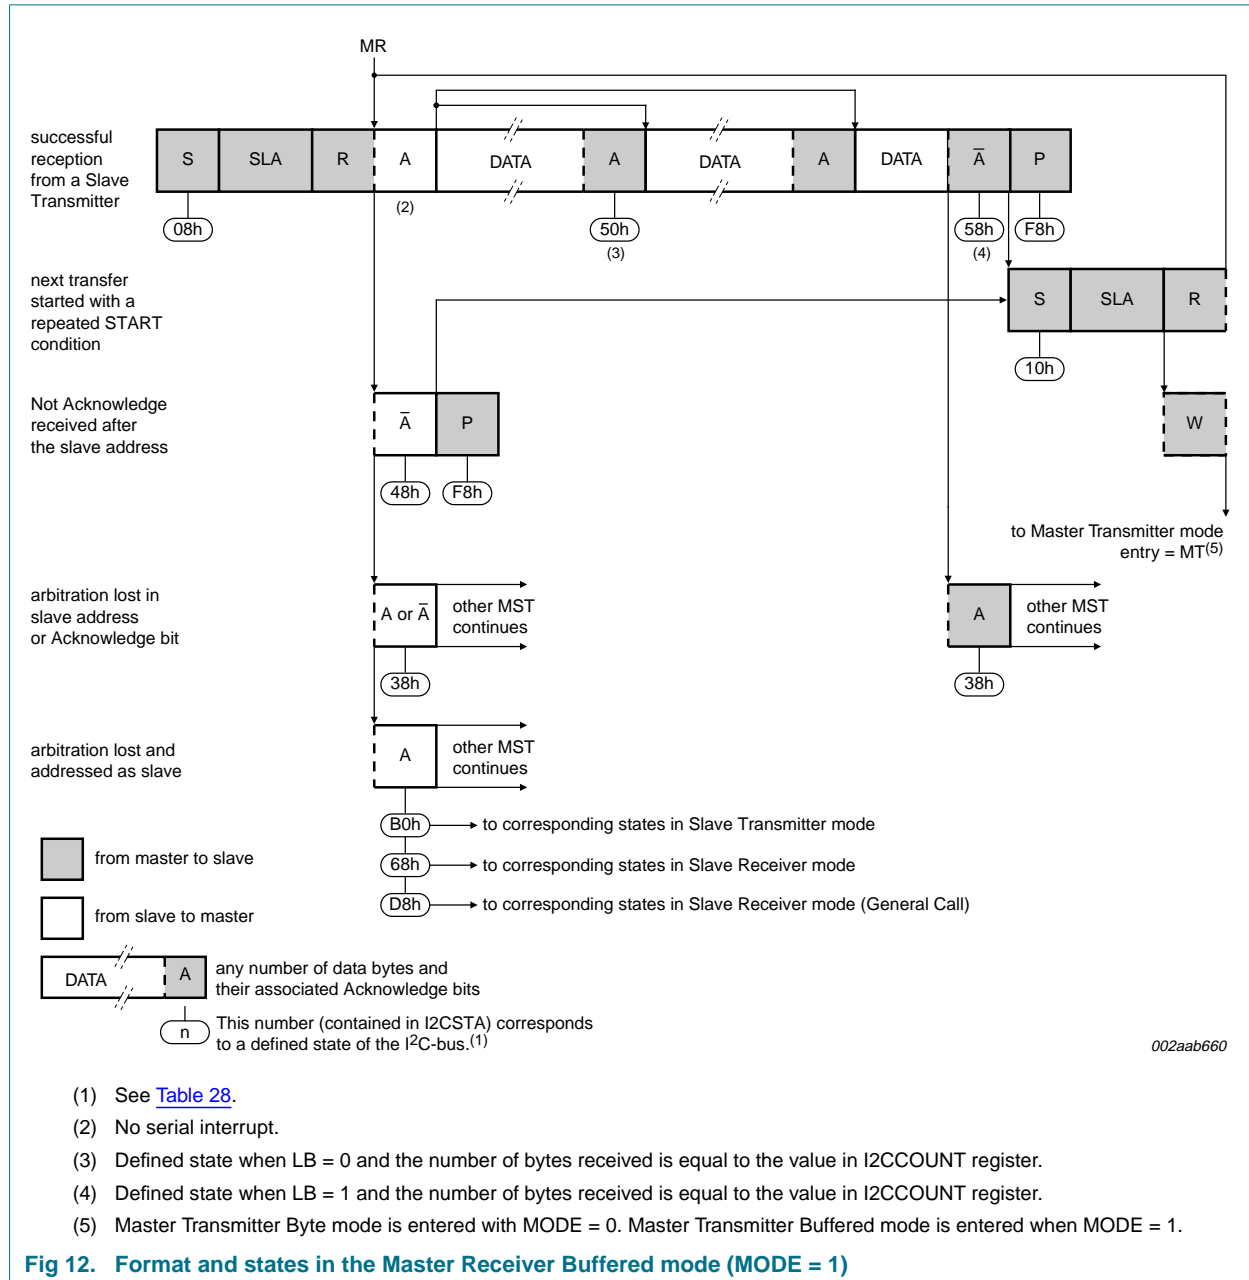 MR
successful
reception
from a Slave
Transmitter
S SLA R A DATA A DATA A DATA A̅ P
(2)
08h 50h 58h F8h
(3) (4)
next transfer
started with a
repeated START
condition
S SLA R
10h
Not Acknowledge
received after
the slave address
A̅ P W
48h F8h
to Master Transmitter mode
entry = MT(5)
arbitration lost in
slave address
or Acknowledge bit
A or A̅ other MST
continues
A other MST
continues
38h 38h
arbitration lost and
addressed as slave
A other MST
continues
B0h to corresponding states in Slave Transmitter mode
68h to corresponding states in Slave Receiver mode
D8h to corresponding states in Slave Receiver mode (General Call)
from master to slave
from slave to master
DATA A any number of data bytes and
their associated Acknowledge bits
n This number (contained in I2CSTA) corresponds
to a defined state of the I²C-bus.(1)
002aab660
(1) See Table 28.
(2) No serial interrupt.
(3) Defined state when LB = 0 and the number of bytes received is equal to the value in I2CCOUNT register.
(4) Defined state when LB = 1 and the number of bytes received is equal to the value in I2CCOUNT register.
(5) Master Transmitter Byte mode is entered with MODE = 0. Master Transmitter Buffered mode is entered when MODE = 1.
Fig 12. Format and states in the Master Receiver Buffered mode (MODE = 1)